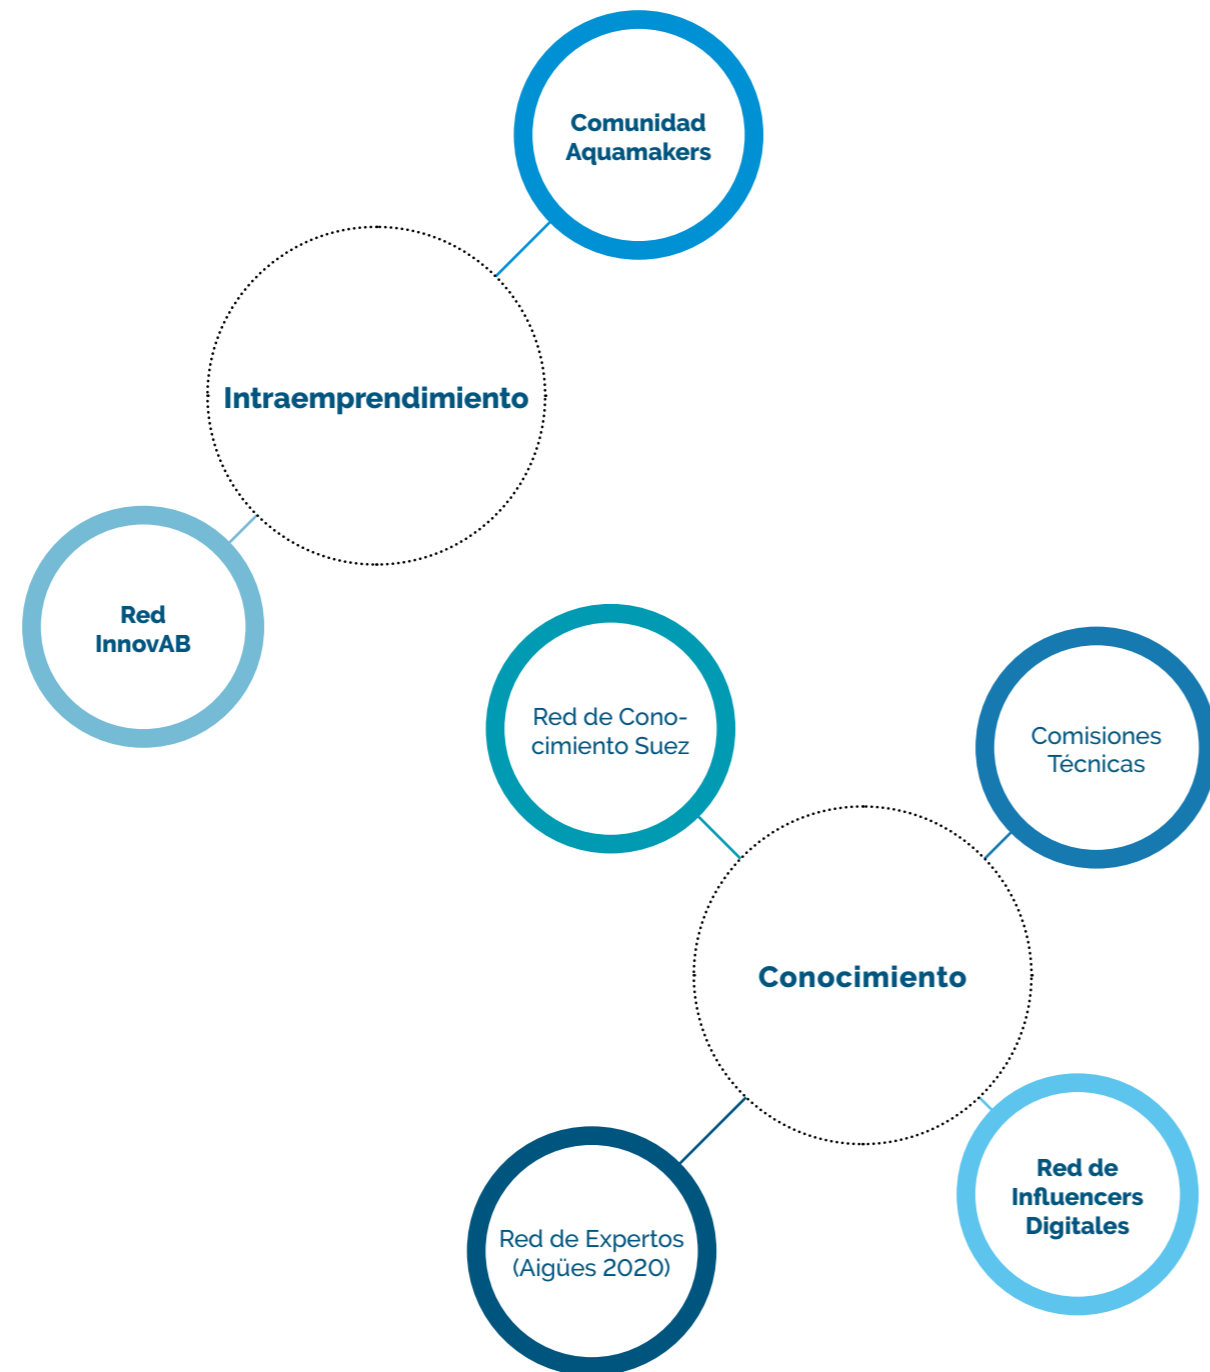 Comunidad
Aquamakers
Intraemprendimiento
Red
InnovAB
Red de Cono-
cimiento Suez
Comisiones
Técnicas
Conocimiento
Red de
Influencers
Digitales
Red de Expertos
(Aigües 2020)